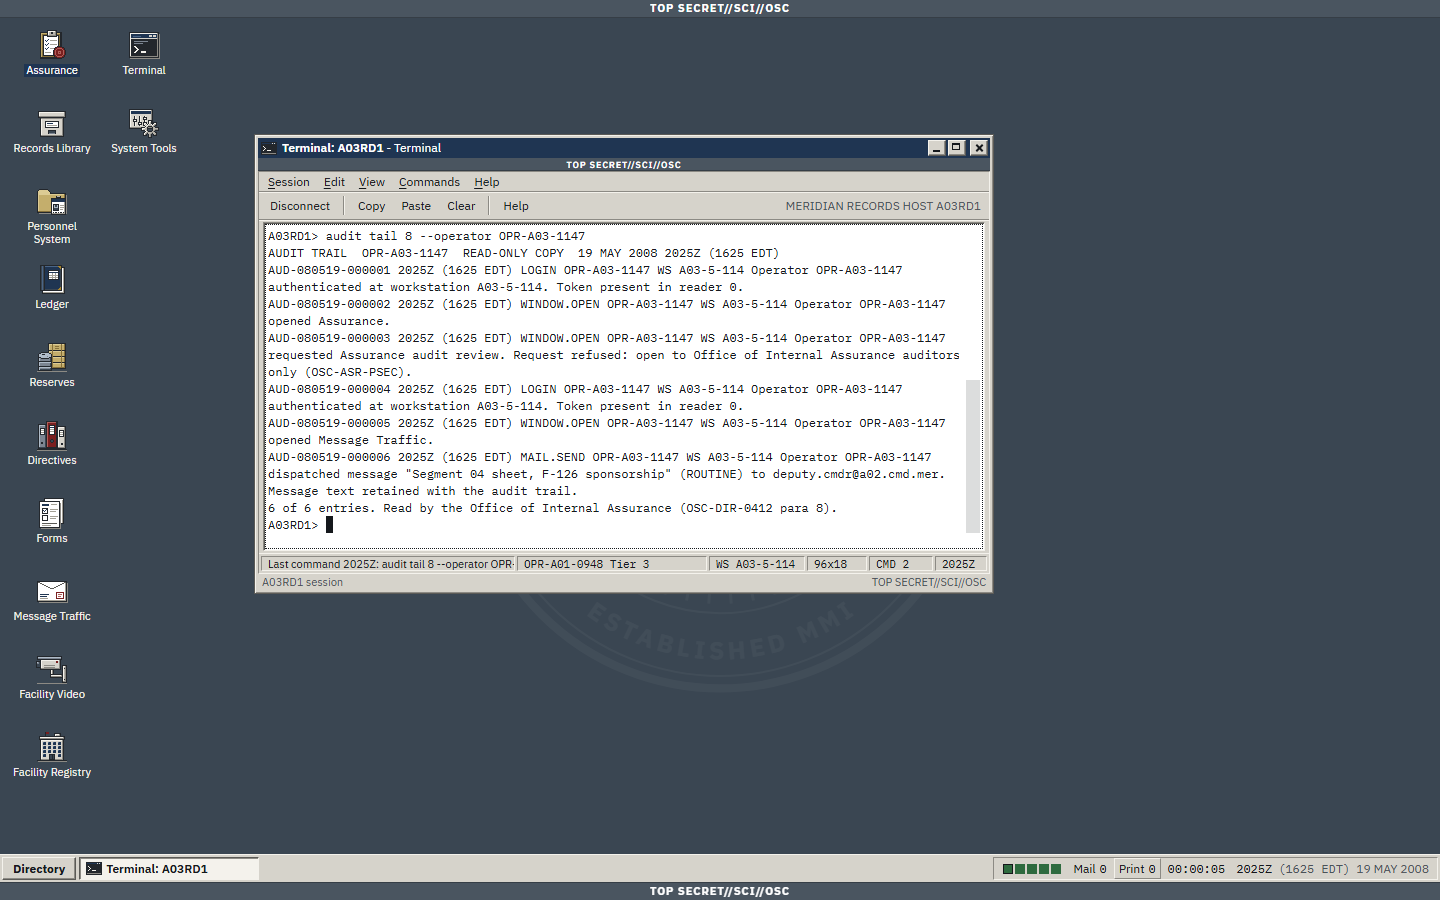 TOP SECRET//SCI//OSC
Assurance
Terminal
Records Library
System Tools
Personnel
System
Ledger
Reserves
Directives
Forms
Message Traffic
Facility Video
Facility Registry
Terminal: A03RD1 - Terminal
TOP SECRET//SCI//OSC
Session Edit View Commands Help
Disconnect Copy Paste Clear Help MERIDIAN RECORDS HOST A03RD1
A03RD1> audit tail 8 --operator OPR-A03-1147
AUDIT TRAIL  OPR-A03-1147  READ-ONLY COPY  19 MAY 2008 2025Z (1625 EDT)
AUD-080519-000001 2025Z (1625 EDT) LOGIN OPR-A03-1147 WS A03-5-114 Operator OPR-A03-1147
authenticated at workstation A03-5-114. Token present in reader 0.
AUD-080519-000002 2025Z (1625 EDT) WINDOW.OPEN OPR-A03-1147 WS A03-5-114 Operator OPR-A03-1147
opened Assurance.
AUD-080519-000003 2025Z (1625 EDT) WINDOW.OPEN OPR-A03-1147 WS A03-5-114 Operator OPR-A03-1147
requested Assurance audit review. Request refused: open to Office of Internal Assurance auditors
only (OSC-ASR-PSEC).
AUD-080519-000004 2025Z (1625 EDT) LOGIN OPR-A03-1147 WS A03-5-114 Operator OPR-A03-1147
authenticated at workstation A03-5-114. Token present in reader 0.
AUD-080519-000005 2025Z (1625 EDT) WINDOW.OPEN OPR-A03-1147 WS A03-5-114 Operator OPR-A03-1147
opened Message Traffic.
AUD-080519-000006 2025Z (1625 EDT) MAIL.SEND OPR-A03-1147 WS A03-5-114 Operator OPR-A03-1147
dispatched message "Segment 04 sheet, F-126 sponsorship" (ROUTINE) to deputy.cmdr@a02.cmd.mer.
Message text retained with the audit trail.
6 of 6 entries. Read by the Office of Internal Assurance (OSC-DIR-0412 para 8).
A03RD1>
Last command 2025Z: audit tail 8 --operator OPR- OPR-A01-0948 Tier 3 WS A03-5-114 96x18 CMD 2 2025Z
A03RD1 session TOP SECRET//SCI//OSC
ESTABLISHED MMI
Directory Terminal: A03RD1 Mail 0 Print 0 00:00:05 2025Z (1625 EDT) 19 MAY 2008
TOP SECRET//SCI//OSC